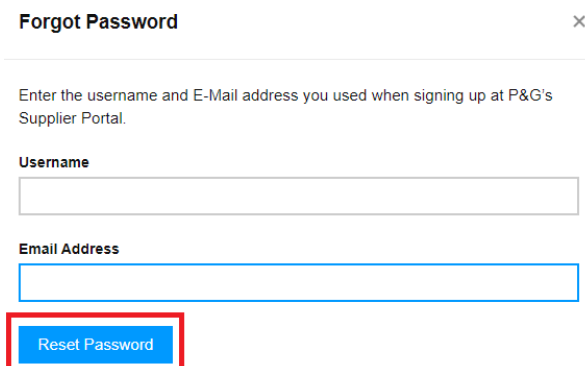 Forgot Password
×
Enter the username and E-Mail address you used when signing up at P&G's
Supplier Portal.
Username
Email Address
Reset Password